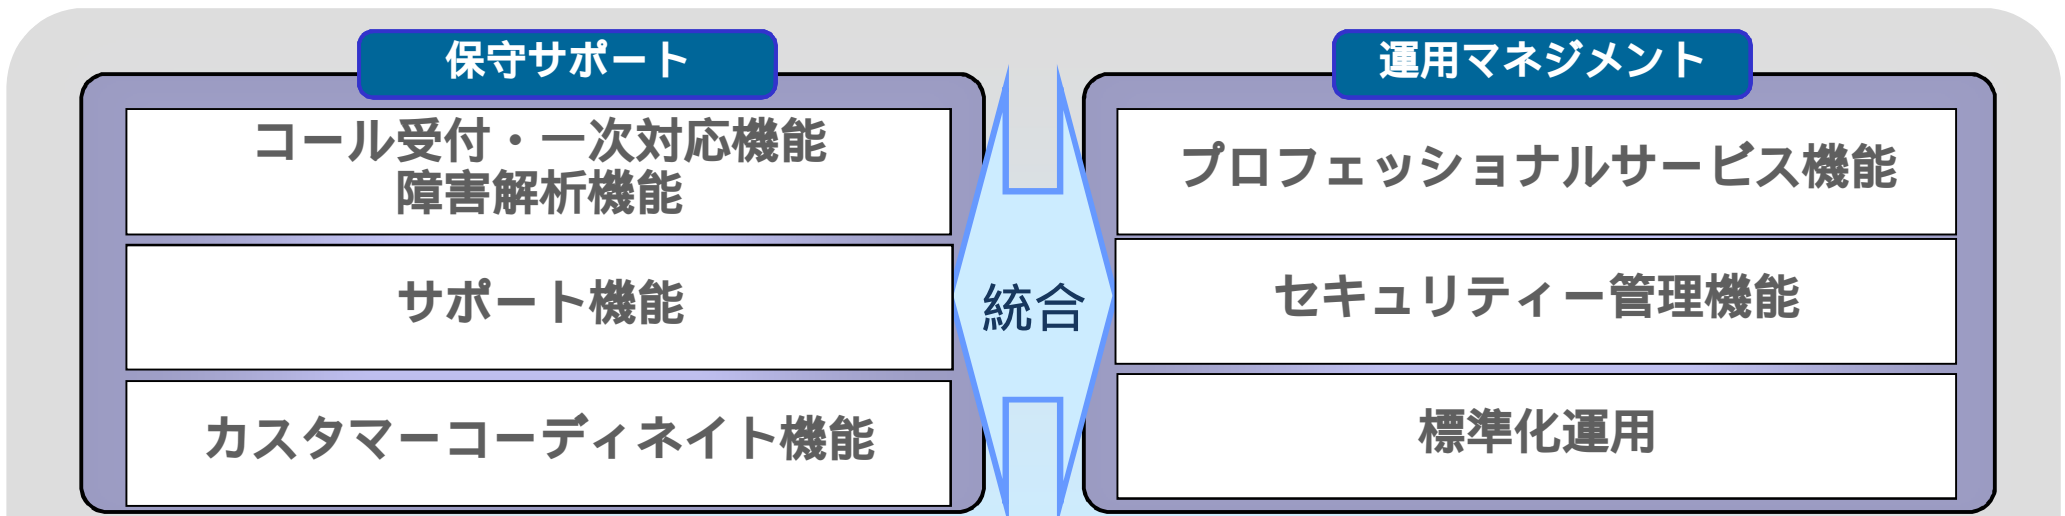 保守サポート
コール受付・一次対応機能
障害解析機能
サポート機能
カスタマーコーディネイト機能
統合
運用マネジメント
プロフェッショナルサービス機能
セキュリティー管理機能
標準化運用